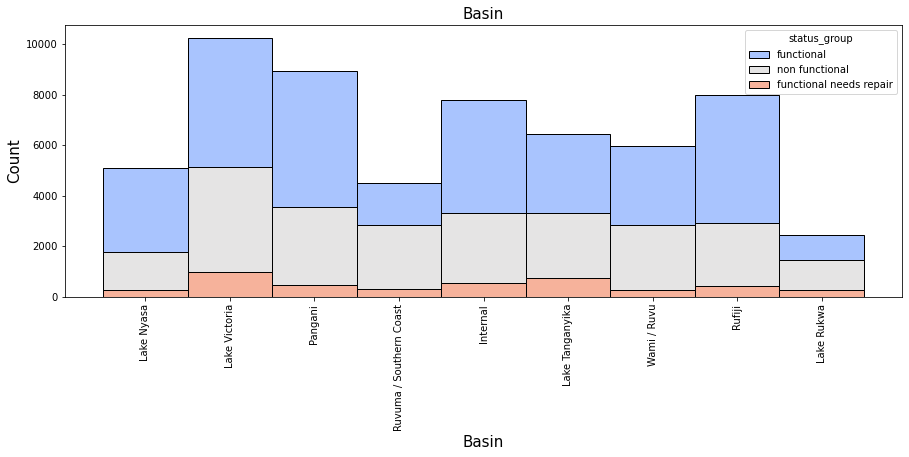 Basin
status_group
functional
non functional
functional needs repair
Count
10000
8000
6000
4000
2000
0
Lake Nyasa
Lake Victoria
Pangani
Ruvuma / Southern Coast
Internal
Lake Tanganyika
Wami / Ruvu
Rufiji
Lake Rukwa
Basin